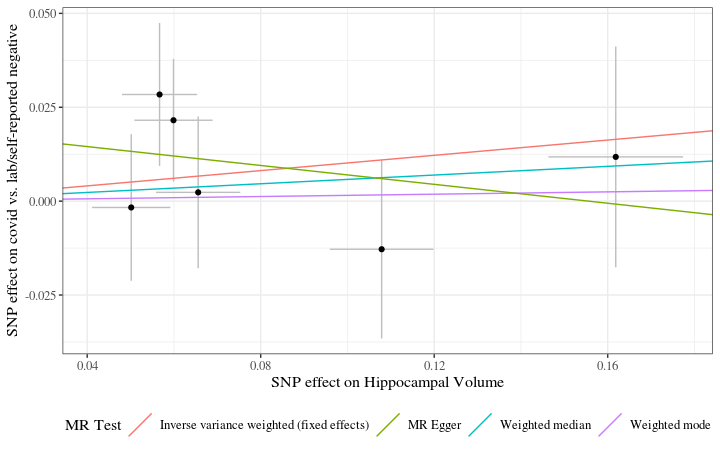 SNP effect on covid vs. lab/self-reported negative
0.050
0.025
0.000
-0.025
0.04 0.08 0.12 0.16
SNP effect on Hippocampal Volume
MR Test Inverse variance weighted (fixed effects) MR Egger Weighted median Weighted mode